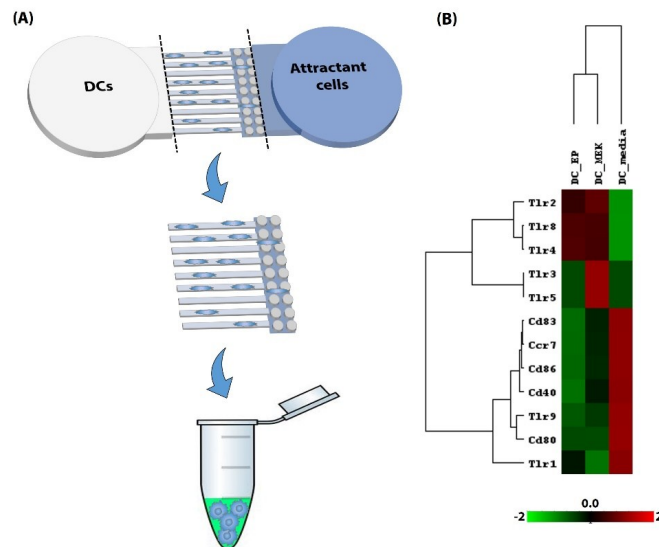 (A)
DCs
Attractant
cells
(B)
DC_EP
DC_MEK
DC_media
Tlr2
Tlr8
Tlr4
Tlr3
Tlr5
Cd83
Ccr7
Cd86
Cd40
Tlr9
Cd80
Tlr1
0.0
-2
2